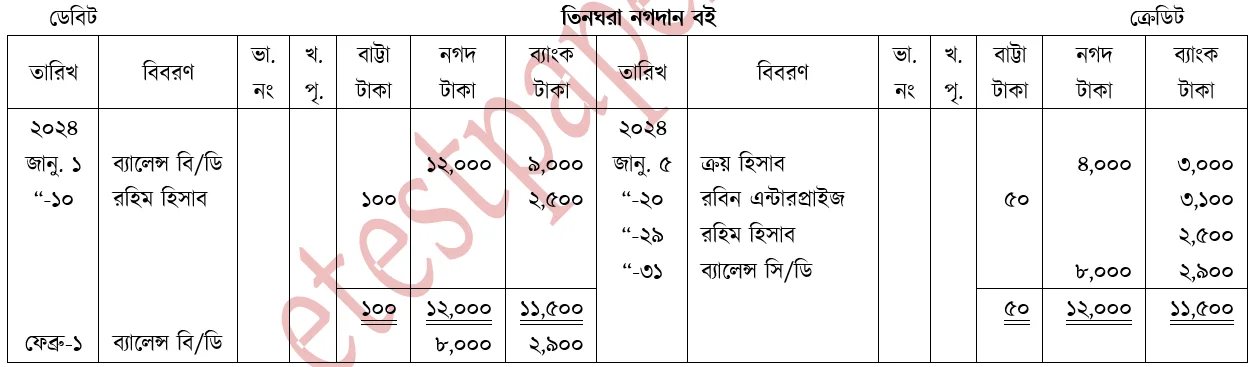 ডেবিট তিনঘরা নগদান বই ক্রেডিট
তারিখ বিবরণ ভা. নং খ. পৃ. বাট্টা টাকা নগদ টাকা ব্যাংক টাকা তারিখ বিবরণ ভা. নং খ. পৃ. বাট্টা টাকা নগদ টাকা ব্যাংক টাকা
২০২৪ ২০২৪
জানু. ১ ব্যালেন্স বি/ডি ১২,০০০ ৯,০০০ জানু. ৫ ক্রয় হিসাব ৪,০০০ ৩,০০০
“-১০ রহিম হিসাব ১০০ ২,৫০০ “-২০ রবিন এন্টারপ্রাইজ ৫০ ৩,১০০
“-২৯ রহিম হিসাব ২,৫০০
“-৩১ ব্যালেন্স সি/ডি ৮,০০০ ২,৯০০
১০০ ১২,০০০ ১১,৫০০ ৫০ ১২,০০০ ১১,৫০০
ফেব্রু-১ ব্যালেন্স বি/ডি ৮,০০০ ২,৯০০
etestpaper